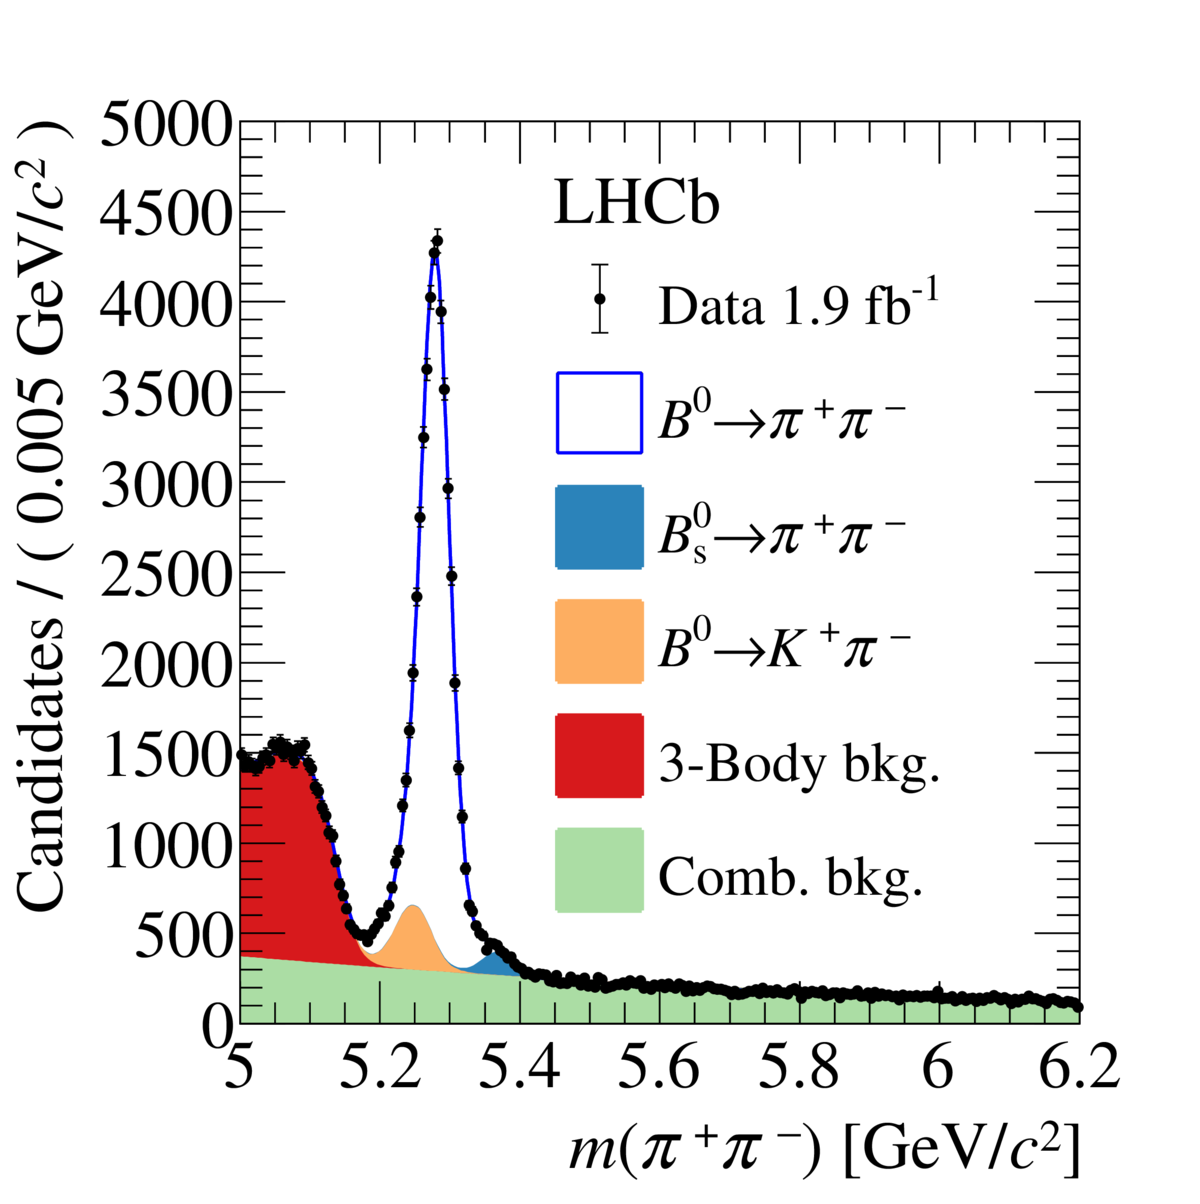 Candidates / ( 0.005 GeV/c² )
5000
4500
4000
3500
3000
2500
2000
1500
1000
500
0
LHCb
Data 1.9 fb⁻¹
B⁰→π⁺π⁻
B⁰ₛ→π⁺π⁻
B⁰→K⁺π⁻
3-Body bkg.
Comb. bkg.
5 5.2 5.4 5.6 5.8 6 6.2
m(π⁺π⁻) [GeV/c²]